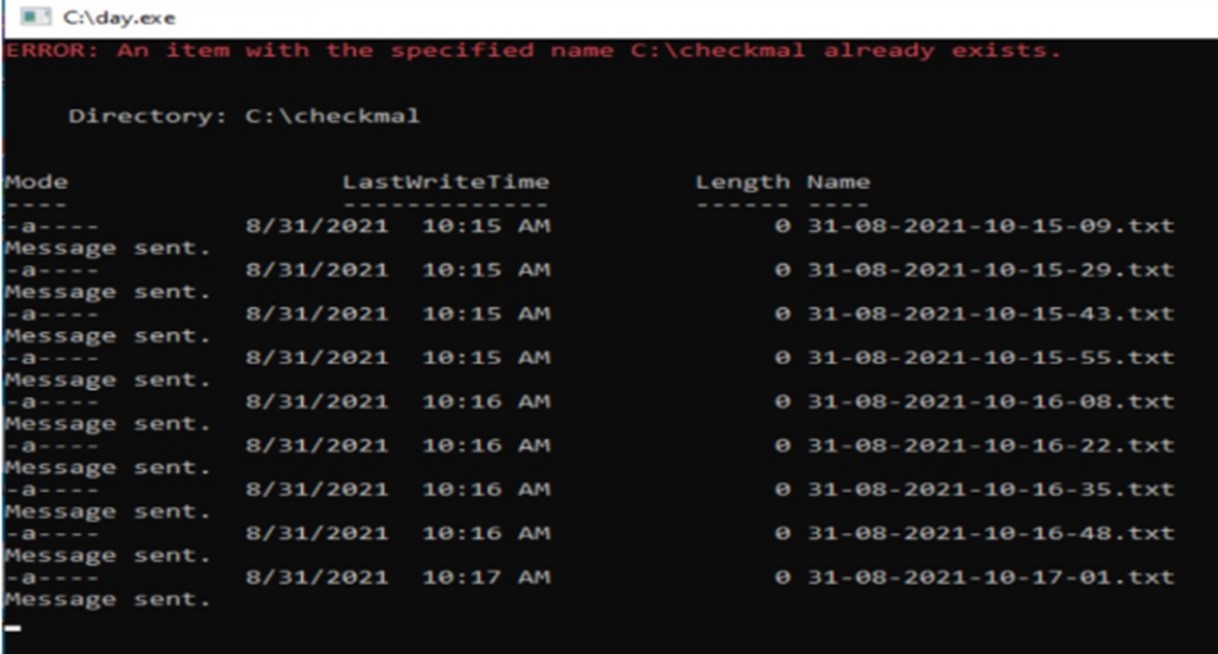 C:\day.exe
ERROR: An item with the specified name C:\checkmal already exists.
Directory: C:\checkmal
Mode LastWriteTime Length Name
---- ------------- ------ ----
-a---- 8/31/2021 10:15 AM 0 31-08-2021-10-15-09.txt
Message sent.
-a---- 8/31/2021 10:15 AM 0 31-08-2021-10-15-29.txt
Message sent.
-a---- 8/31/2021 10:15 AM 0 31-08-2021-10-15-43.txt
Message sent.
-a---- 8/31/2021 10:15 AM 0 31-08-2021-10-15-55.txt
Message sent.
-a---- 8/31/2021 10:16 AM 0 31-08-2021-10-16-08.txt
Message sent.
-a---- 8/31/2021 10:16 AM 0 31-08-2021-10-16-22.txt
Message sent.
-a---- 8/31/2021 10:16 AM 0 31-08-2021-10-16-35.txt
Message sent.
-a---- 8/31/2021 10:16 AM 0 31-08-2021-10-16-48.txt
Message sent.
-a---- 8/31/2021 10:17 AM 0 31-08-2021-10-17-01.txt
Message sent.